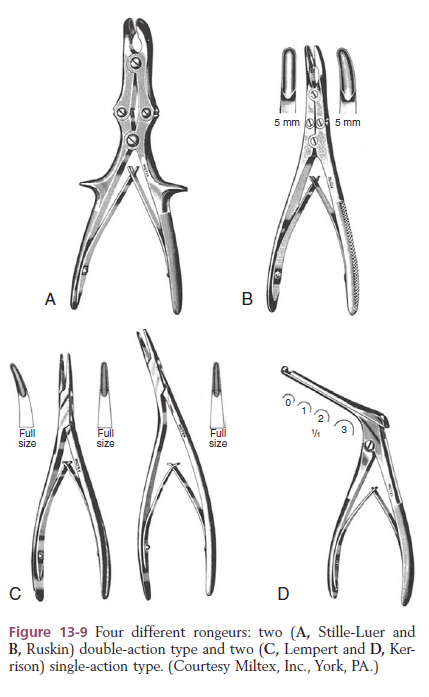 5 mm
5 mm
A
B
Full
size
Full
size
Full
size
0
1
2
3
1/1
C
D
Figure 13-9 Four different rongeurs: two (A, Stille-Luer and
B, Ruskin) double-action type and two (C, Lempert and D, Ker-
rison) single-action type. (Courtesy Miltex, Inc., York, PA.)